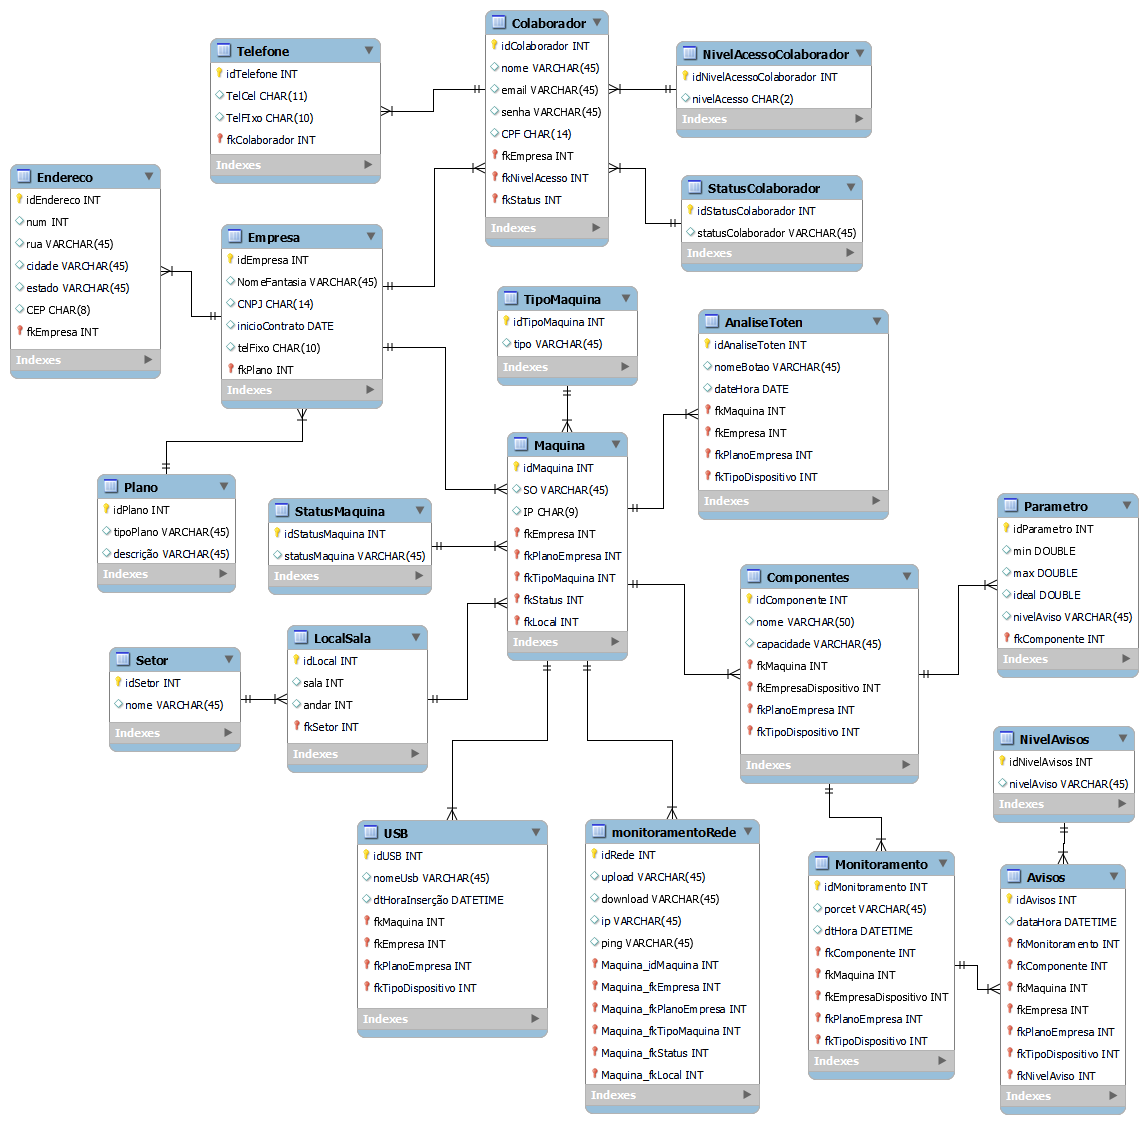 Colaborador
idColaborador INT
nome VARCHAR(45)
email VARCHAR(45)
senha VARCHAR(45)
CPF CHAR(14)
fkEmpresa INT
fkNivelAcesso INT
fkStatus INT
Indexes
Telefone
idTelefone INT
TelCel CHAR(11)
TelFIxo CHAR(10)
fkColaborador INT
Indexes
NivelAcessoColaborador
idNivelAcessoColaborador INT
nivelAcesso CHAR(2)
Indexes
Endereco
idEndereco INT
num INT
rua VARCHAR(45)
cidade VARCHAR(45)
estado VARCHAR(45)
CEP CHAR(8)
fkEmpresa INT
Indexes
StatusColaborador
idStatusColaborador INT
statusColaborador VARCHAR(45)
Indexes
Empresa
idEmpresa INT
NomeFantasia VARCHAR(45)
CNPJ CHAR(14)
inicioContrato DATE
telFixo CHAR(10)
fkPlano INT
Indexes
TipoMaquina
idTipoMaquina INT
tipo VARCHAR(45)
Indexes
AnaliseToten
idAnaliseToten INT
nomeBotao VARCHAR(45)
dateHora DATE
fkMaquina INT
fkEmpresa INT
fkPlanoEmpresa INT
fkTipoDispositivo INT
Indexes
Maquina
idMaquina INT
SO VARCHAR(45)
IP CHAR(9)
fkEmpresa INT
fkPlanoEmpresa INT
fkTipoMaquina INT
fkStatus INT
fkLocal INT
Indexes
Plano
idPlano INT
tipoPlano VARCHAR(45)
descrição VARCHAR(45)
Indexes
StatusMaquina
idStatusMaquina INT
statusMaquina VARCHAR(45)
Indexes
Parametro
idParametro INT
min DOUBLE
max DOUBLE
ideal DOUBLE
nivelAviso VARCHAR(45)
fkComponente INT
Indexes
Componentes
idComponente INT
nome VARCHAR(50)
capacidade VARCHAR(45)
fkMaquina INT
fkEmpresaDispositivo INT
fkPlanoEmpresa INT
fkTipoDispositivo INT
Indexes
Setor
idSetor INT
nome VARCHAR(45)
Indexes
LocalSala
idLocal INT
sala INT
andar INT
fkSetor INT
Indexes
NivelAvisos
idNivelAvisos INT
nivelAviso VARCHAR(45)
Indexes
USB
idUSB INT
nomeUsb VARCHAR(45)
dtHoraInserção DATETIME
fkMaquina INT
fkEmpresa INT
fkPlanoEmpresa INT
fkTipoDispositivo INT
Indexes
monitoramentoRede
idRede INT
upload VARCHAR(45)
download VARCHAR(45)
ip VARCHAR(45)
ping VARCHAR(45)
Maquina_idMaquina INT
Maquina_fkEmpresa INT
Maquina_fkPlanoEmpresa INT
Maquina_fkTipoMaquina INT
Maquina_fkStatus INT
Maquina_fkLocal INT
Indexes
Monitoramento
idMonitoramento INT
porcet VARCHAR(45)
dtHora DATETIME
fkComponente INT
fkMaquina INT
fkEmpresaDispositivo INT
fkPlanoEmpresa INT
fkTipoDispositivo INT
Indexes
Avisos
idAvisos INT
dataHora DATETIME
fkMonitoramento INT
fkComponente INT
fkMaquina INT
fkEmpresa INT
fkPlanoEmpresa INT
fkTipoDispositivo INT
fkNivelAviso INT
Indexes